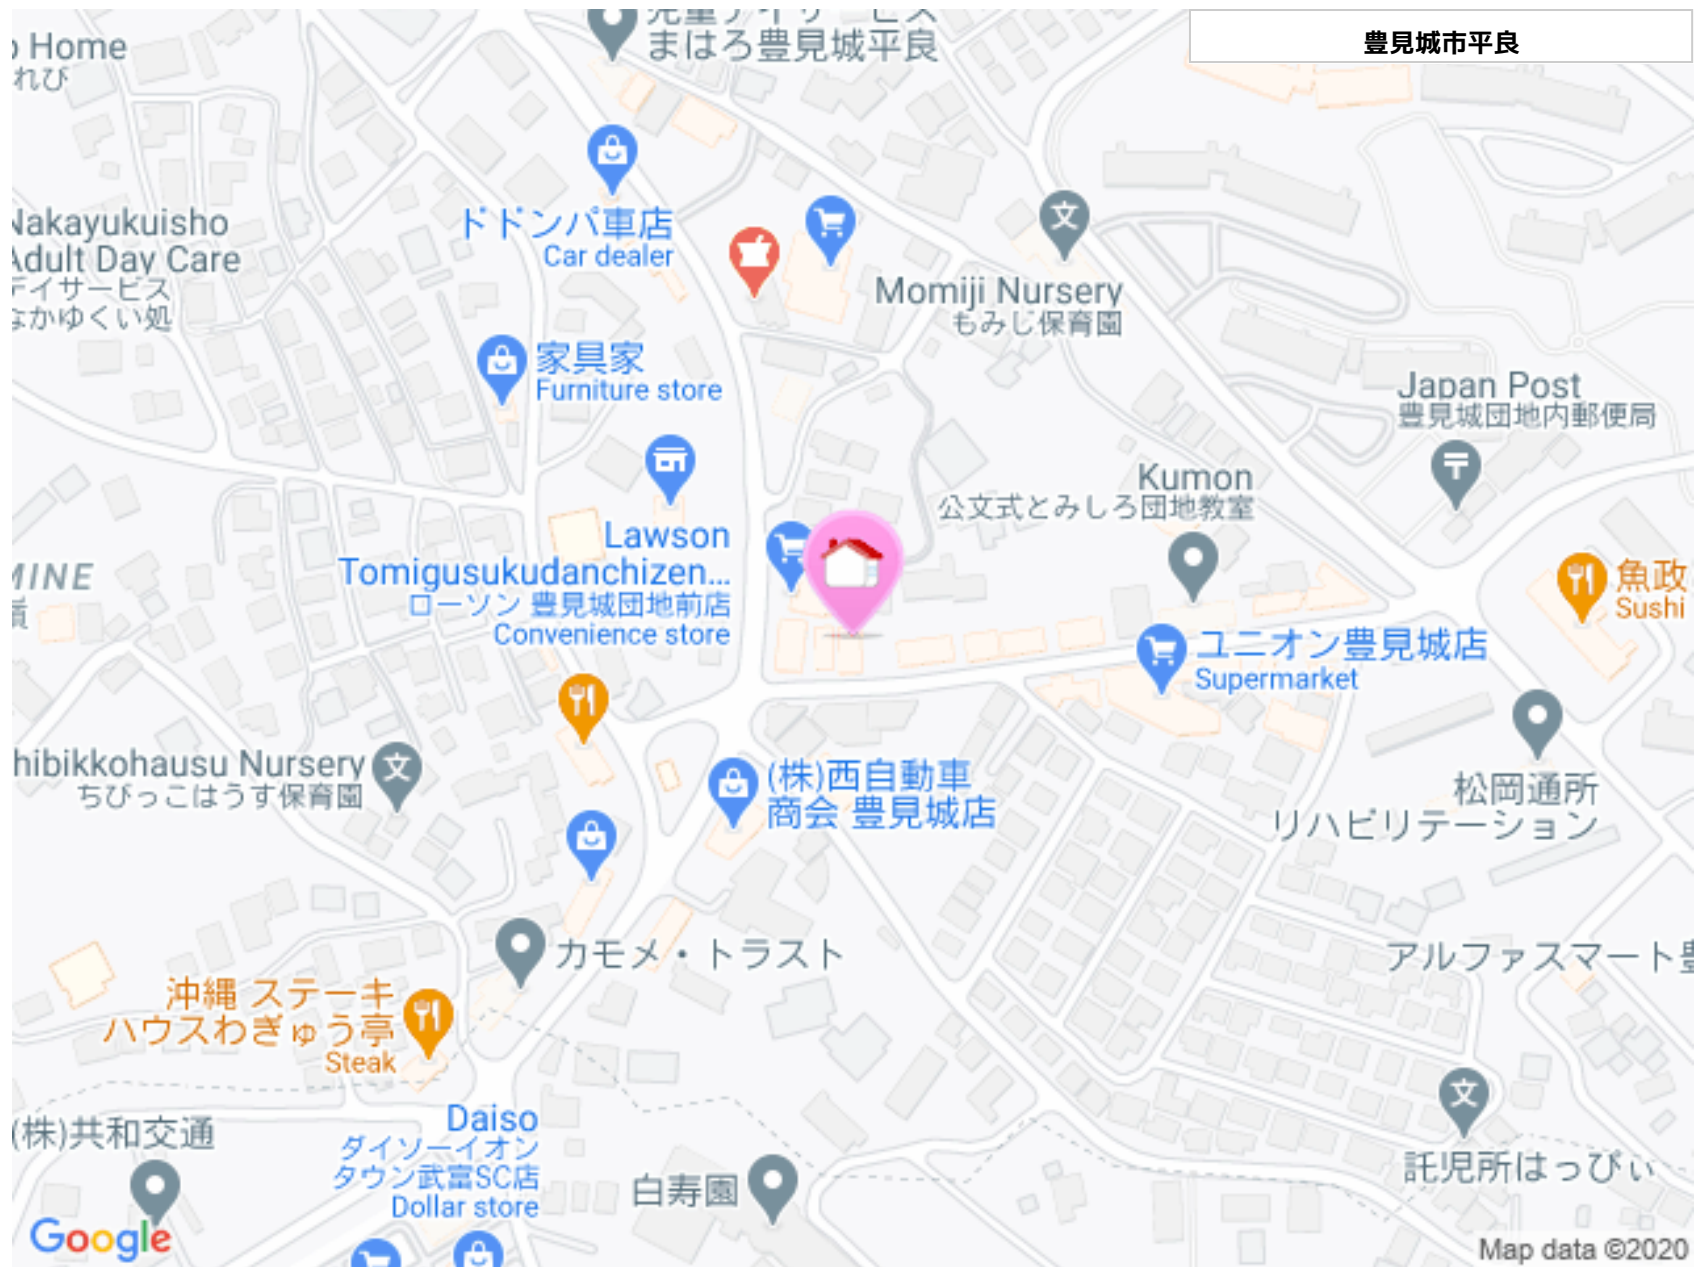 豊見城市平良
まはろ豊見城平良
Home
れび
ドドンパ車店
Car dealer
Nakayukuisho
Adult Day Care
デイサービス
なかゆくい処
Momiji Nursery
もみじ保育園
家具家
Furniture store
Japan Post
豊見城団地内郵便局
Kumon
公文式とみしろ団地教室
Lawson
Tomigusukudanchizen...
ローソン 豊見城団地前店
Convenience store
MINE
魚政
Sushi
ユニオン豊見城店
Supermarket
hibikkohausu Nursery
ちびっこはうす保育園
(株)西自動車
商会 豊見城店
松岡通所
リハビリテーション
カモメ・トラスト
アルファスマート豊
沖縄 ステーキ
ハウスわぎゅう亭
Steak
Daiso
ダイソーイオン
タウン武富SC店
Dollar store
(株)共和交通
白寿園
託児所はっぴぃ
Google
Map data ©2020